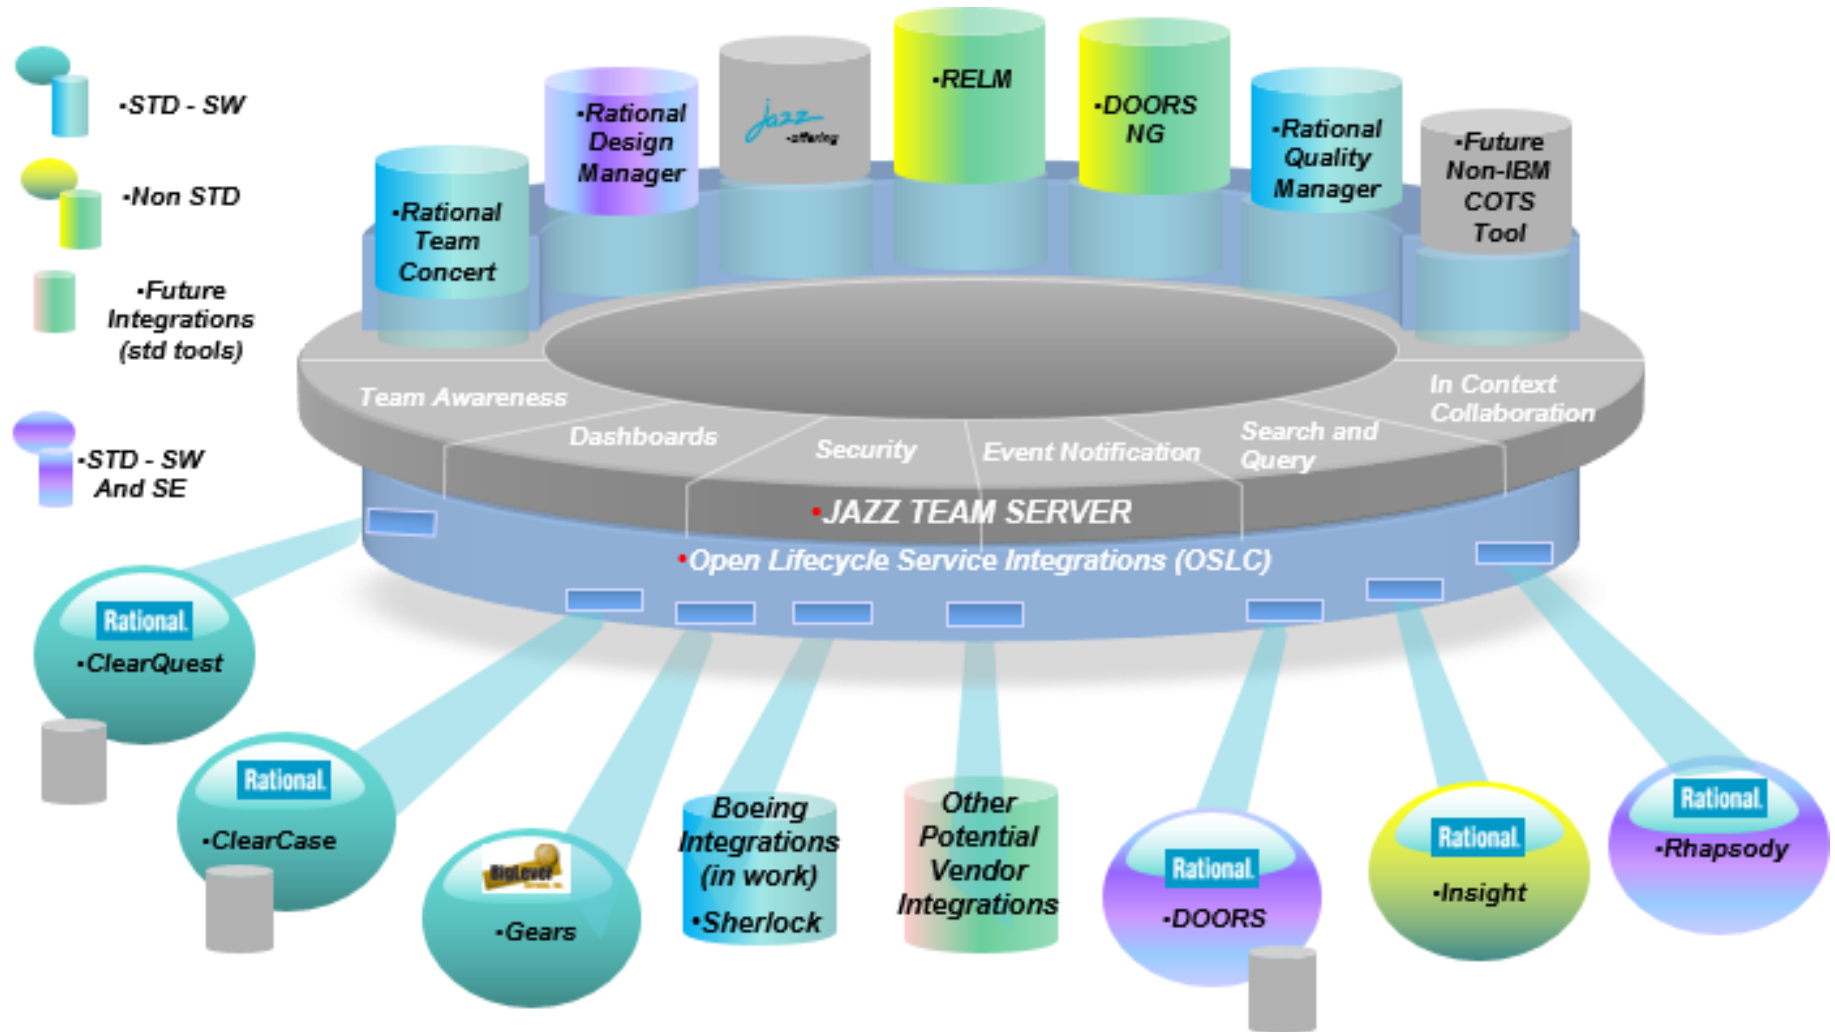 •STD - SW
•Non STD
•Future
Integrations
(std tools)
•STD - SW
And SE
•Rational
Team
Concert
•Rational
Design
Manager
jazz
•offering
•RELM
•DOORS
NG
•Rational
Quality
Manager
•Future
Non-IBM
COTS
Tool
Team Awareness
Dashboards
Security
Event Notification
Search and
Query
In Context
Collaboration
•JAZZ TEAM SERVER
•Open Lifecycle Service Integrations (OSLC)
Rational.
•ClearQuest
Rational.
•ClearCase
BigLever
•Gears
Boeing
Integrations
(in work)
•Sherlock
Other
Potential
Vendor
Integrations
Rational.
•DOORS
Rational.
•Insight
Rational.
•Rhapsody